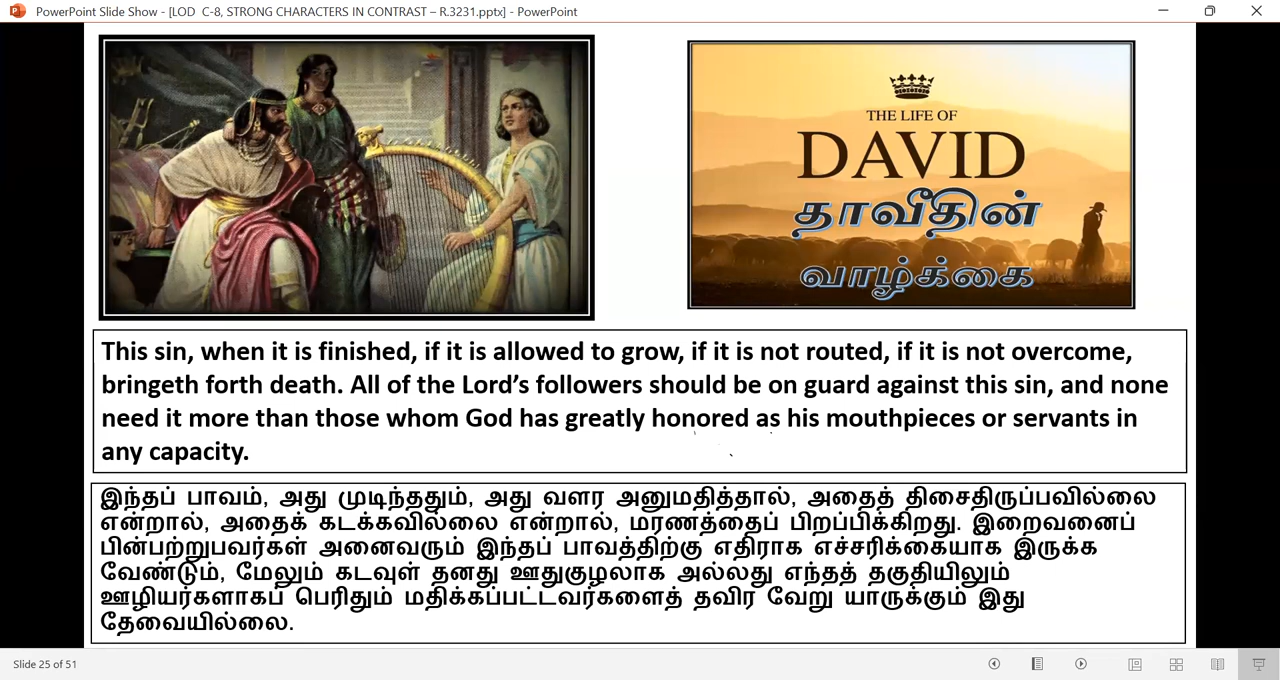 PowerPoint Slide Show - [LOD  C-8, STRONG CHARACTERS IN CONTRAST – R.3231.pptx] - PowerPoint
THE LIFE OF
DAVID
தாவீதின்
வாழ்க்கை
This sin, when it is finished, if it is allowed to grow, if it is not routed, if it is not overcome,
bringeth forth death. All of the Lord’s followers should be on guard against this sin, and none
need it more than those whom God has greatly honored as his mouthpieces or servants in
any capacity.
இந்தப் பாவம், அது முடிந்ததும், அது வளர அனுமதித்தால், அதைத் திசைதிருப்பவில்லை
என்றால், அதைக் கடக்கவில்லை என்றால், மரணத்தைப் பிறப்பிக்கிறது. இறைவனைப்
பின்பற்றுபவர்கள் அனைவரும் இந்தப் பாவத்திற்கு எதிராக எச்சரிக்கையாக இருக்க
வேண்டும், மேலும் கடவுள் தனது ஊதுகுழலாக அல்லது எந்தத் தகுதியிலும்
ஊழியர்களாகப் பெரிதும் மதிக்கப்பட்டவர்களைத் தவிர வேறு யாருக்கும் இது
தேவையில்லை.
Slide 25 of 51